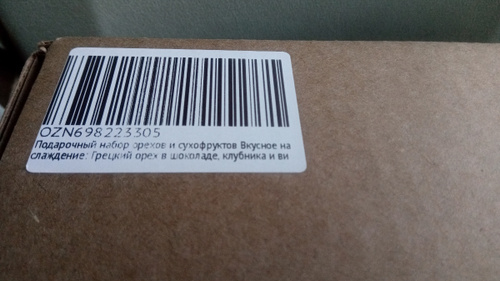 OZN698223305
Подарочный набор орехов и сухофруктов Вкусное на
слаждение: Грецкий орех в шоколаде, клубника и ви